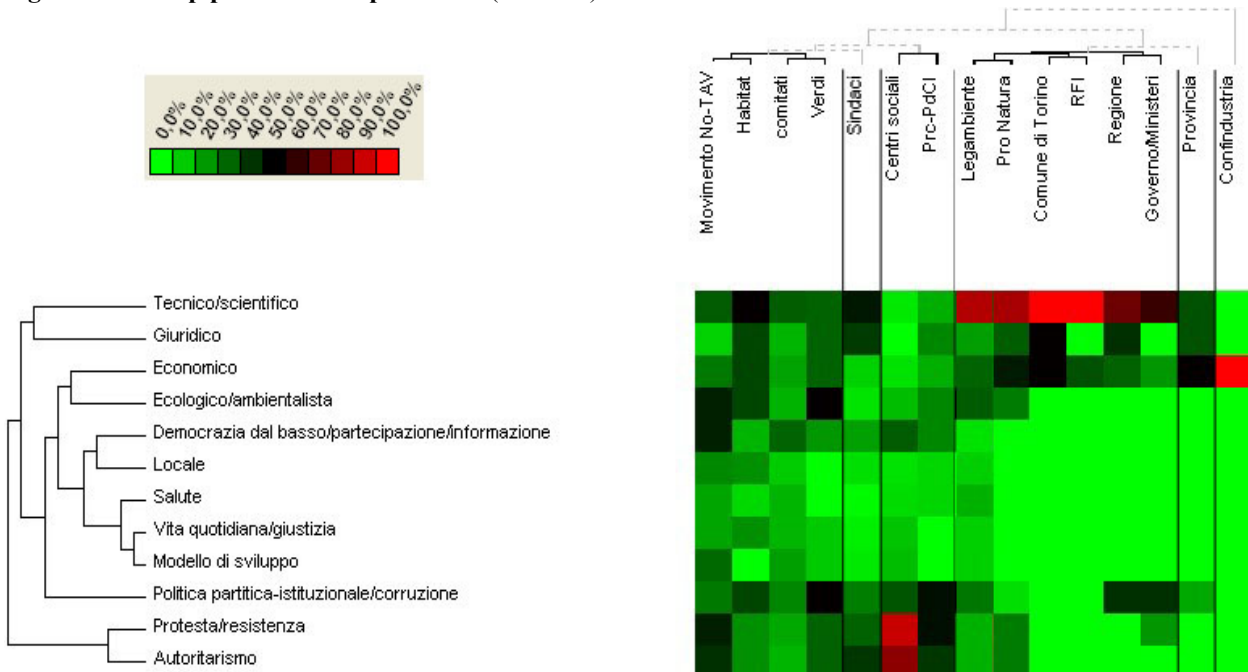 0,0%
10,0%
20,0%
30,0%
40,0%
50,0%
60,0%
70,0%
80,0%
90,0%
100,0%
Movimento No-TAV
Habitat
comitati
Verdi
Sindaci
Centri sociali
Prc-PdCI
Legambiente
Pro Natura
Comune di Torino
RFI
Regione
Governo/Ministeri
Provincia
Confindustria
Tecnico/scientifico
Giuridico
Economico
Ecologico/ambientalista
Democrazia dal basso/partecipazione/informazione
Locale
Salute
Vita quotidiana/giustizia
Modello di sviluppo
Politica partitica-istituzionale/corruzione
Protesta/resistenza
Autoritarismo